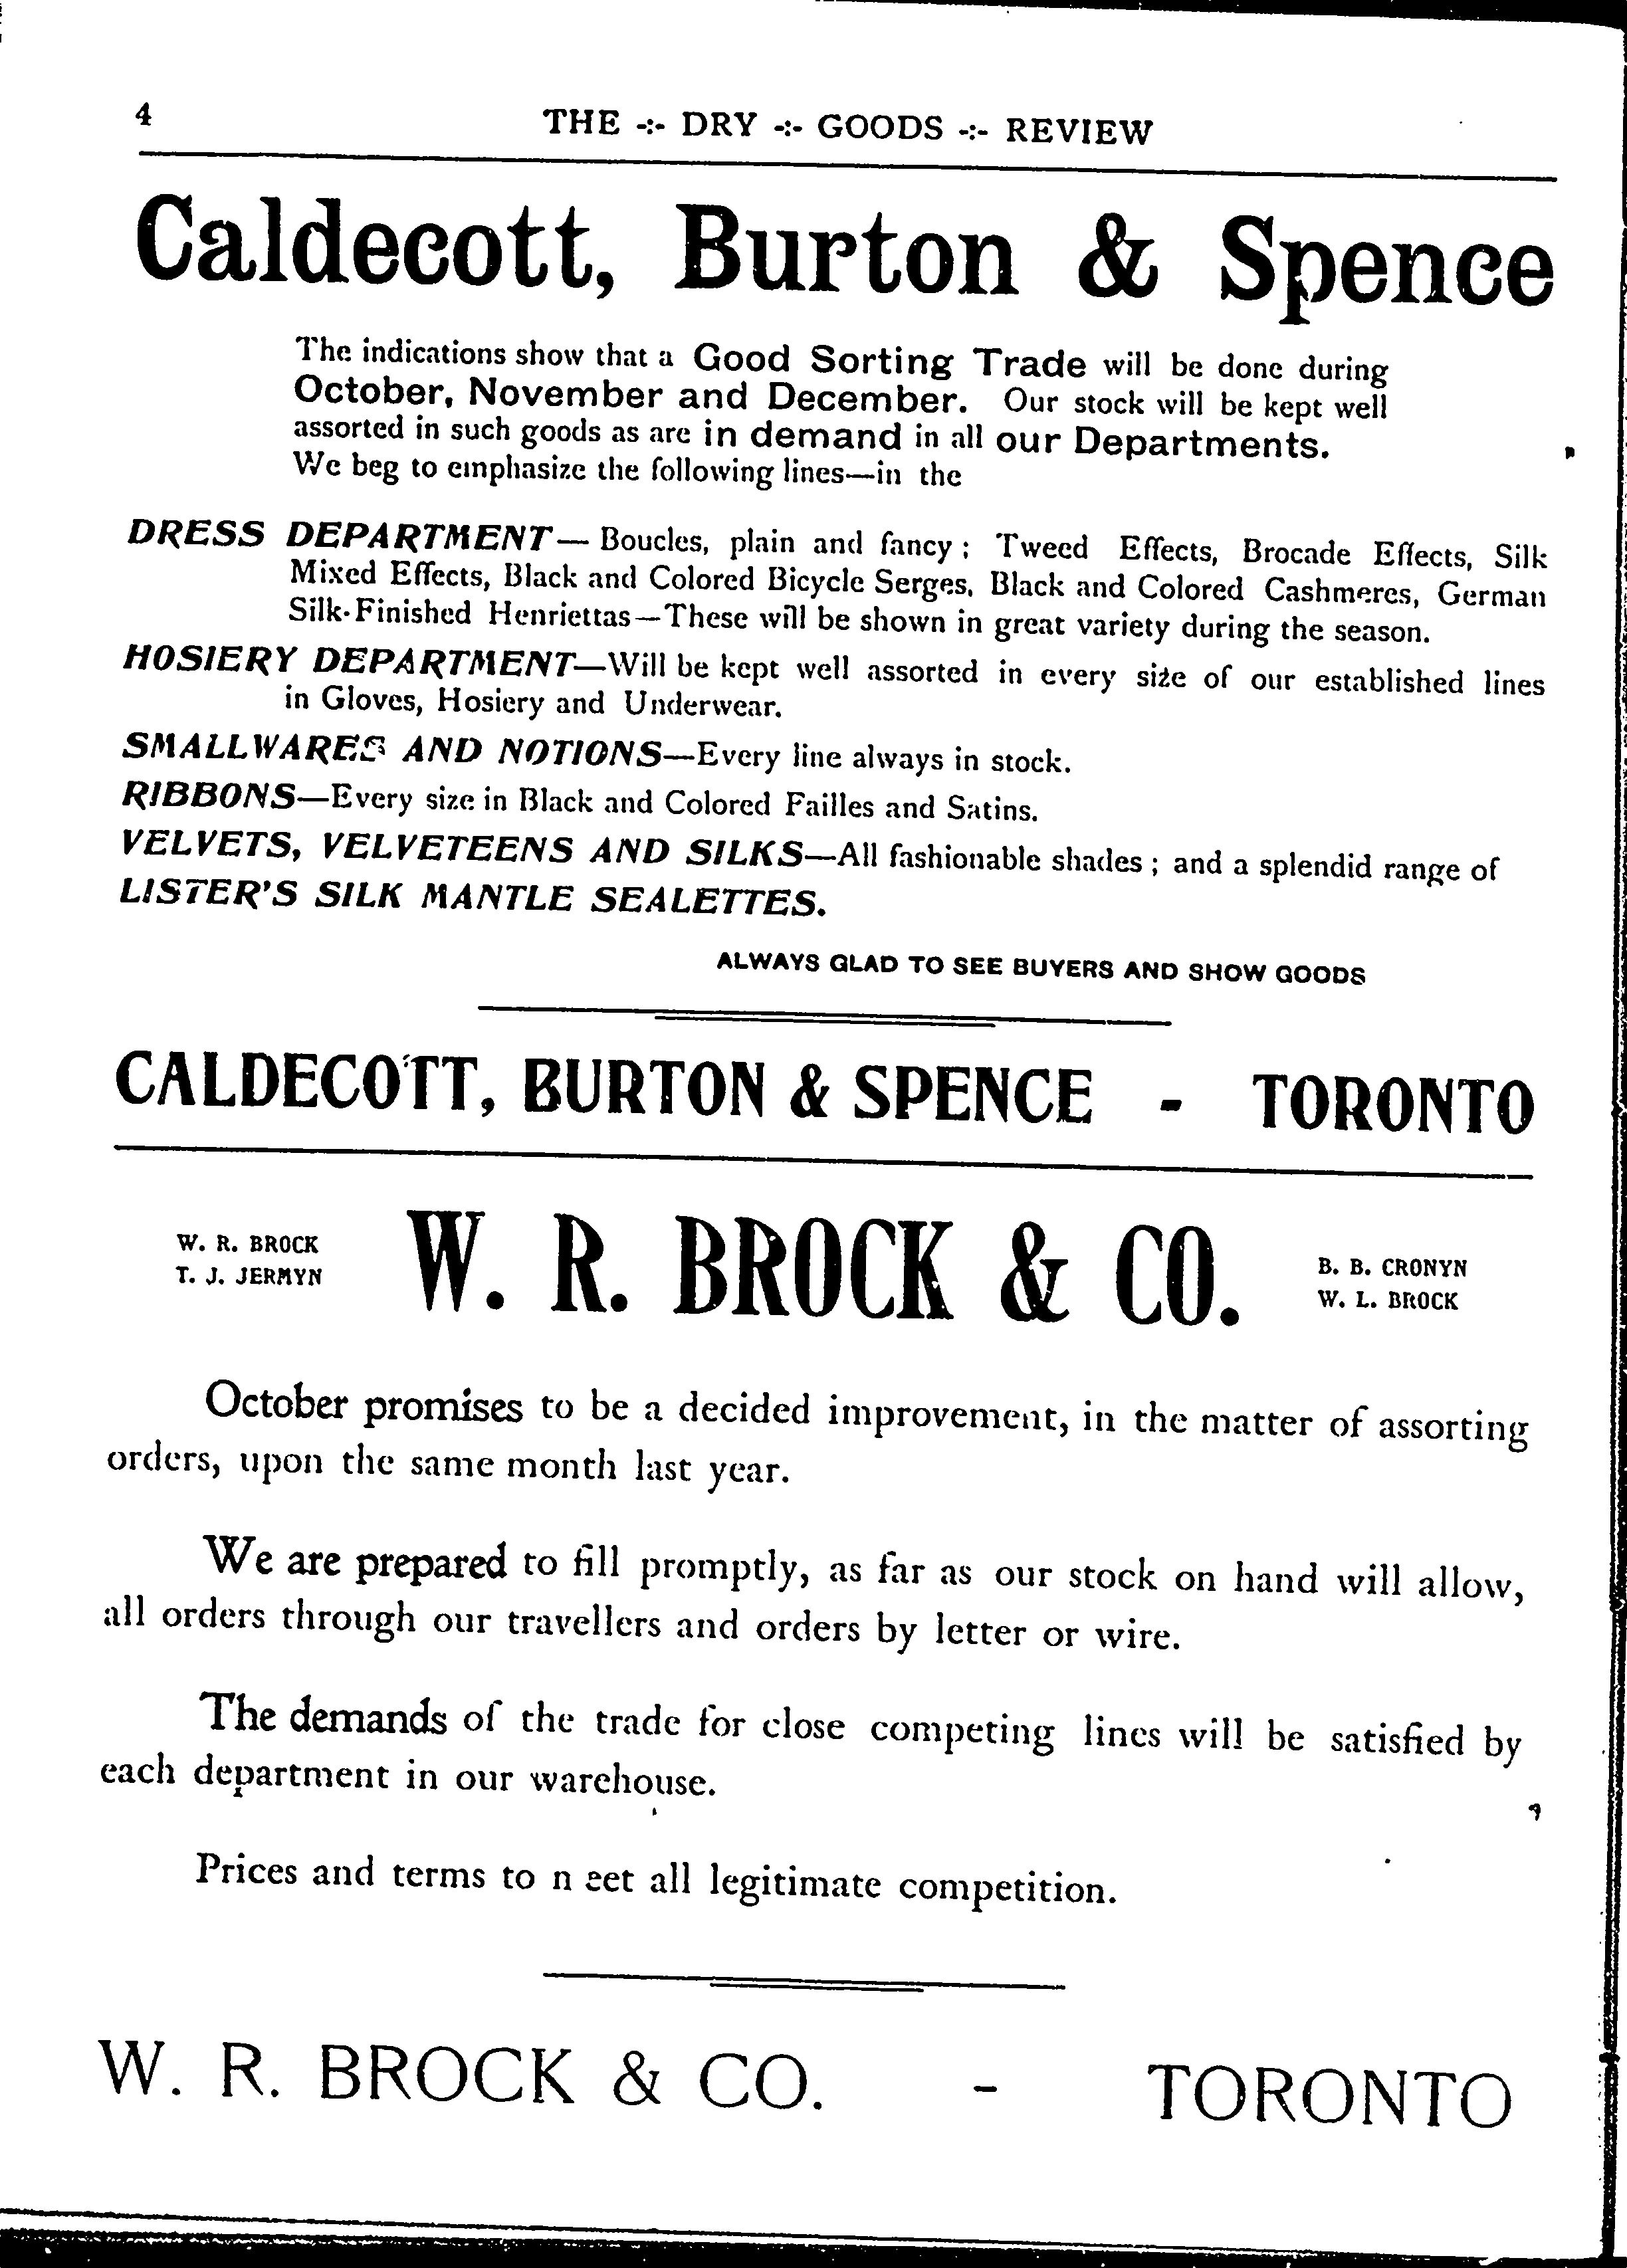 4
THE -:- DRY -:- GOODS -:- REVIEW
Caldecott, Burton & Spence
The indications show that a Good Sorting Trade will be done during
October, November and December. Our stock will be kept well
assorted in such goods as are in demand in all our Departments.
We beg to emphasize the following lines—in the
DRESS DEPARTMENT— Boucles, plain and fancy ; Tweed Effects, Brocade Effects, Silk
Mixed Effects, Black and Colored Bicycle Serges, Black and Colored Cashmeres, German
Silk-Finished Henriettas—These will be shown in great variety during the season.
HOSIERY DEPARTMENT—Will be kept well assorted in every size of our established lines
in Gloves, Hosiery and Underwear.
SMALLWARES AND NOTIONS—Every line always in stock.
RIBBONS—Every size in Black and Colored Failles and Satins.
VELVETS, VELVETEENS AND SILKS—All fashionable shades ; and a splendid range of
LISTER'S SILK MANTLE SEALETTES.
ALWAYS GLAD TO SEE BUYERS AND SHOW GOODS
CALDECOTT, BURTON & SPENCE - TORONTO
W. R. BROCK
T. J. JERMYN
W. R. BROCK & CO.
B. B. CRONYN
W. L. BROCK
October promises to be a decided improvement, in the matter of assorting
orders, upon the same month last year.
We are prepared to fill promptly, as far as our stock on hand will allow,
all orders through our travellers and orders by letter or wire.
The demands of the trade for close competing lines will be satisfied by
each department in our warehouse.
Prices and terms to meet all legitimate competition.
W. R. BROCK & CO. - TORONTO